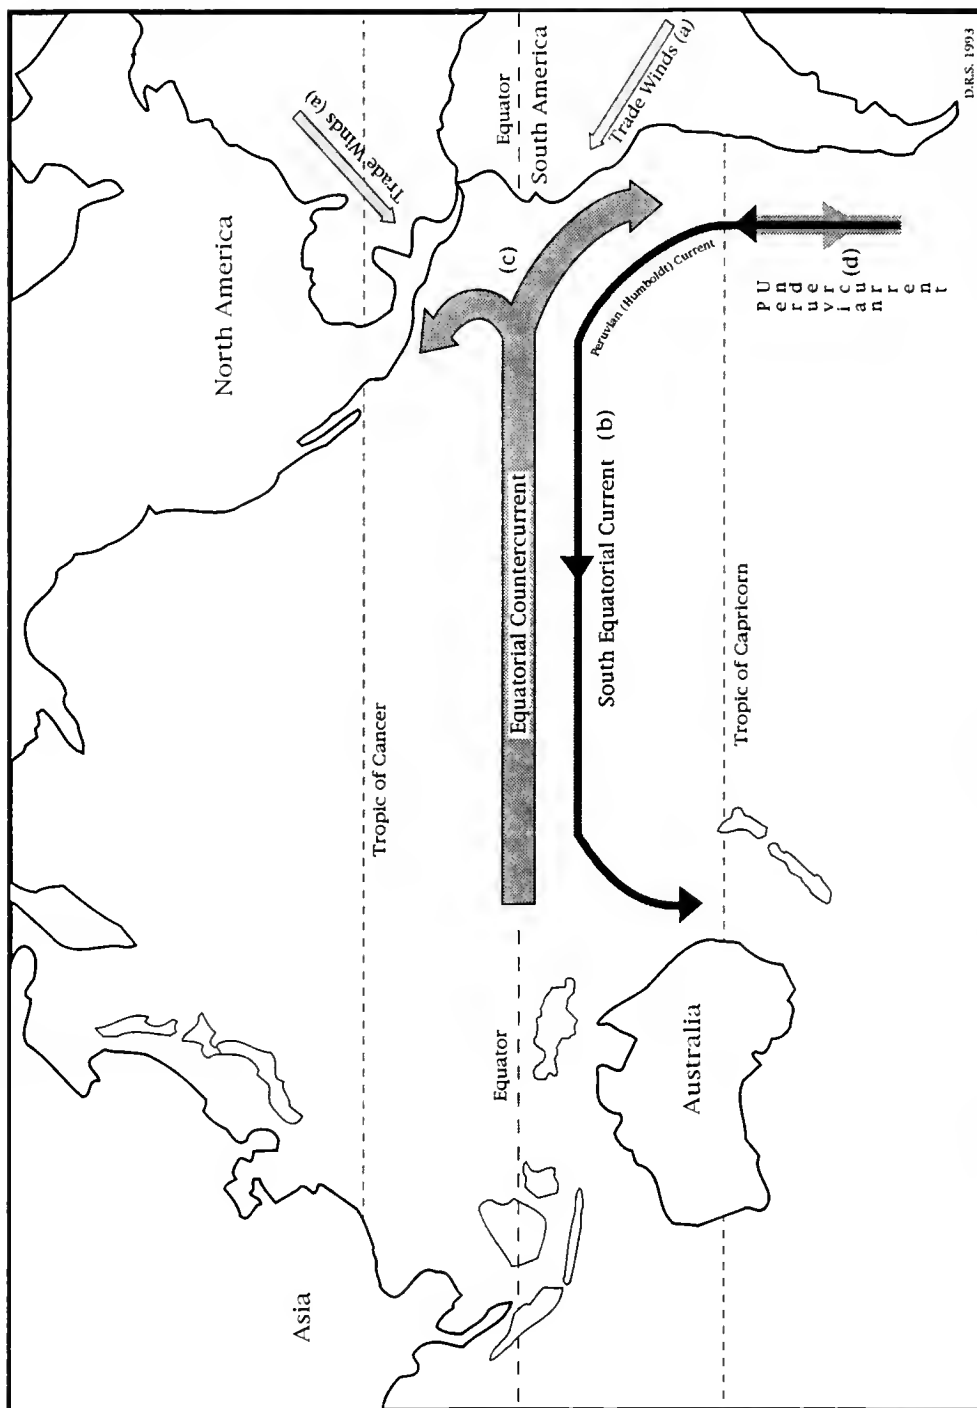 North America
Trade Winds (a)
Asia
Tropic of Cancer
(c)
Equator
South America
Equator
Equatorial Countercurrent
Trade Winds (a)
South Equatorial Current (b)
Peruvian (Humboldt) Current
Australia
Tropic of Capricorn
Peruvian
Undercurrent
(d)
D.R.S. 1993